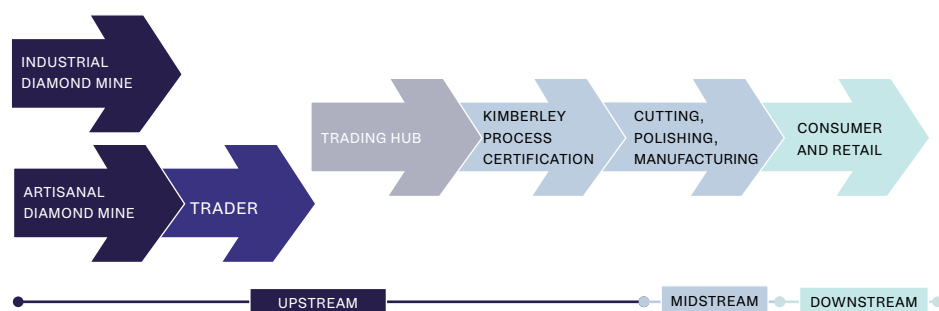 INDUSTRIAL
DIAMOND MINE
ARTISANAL
DIAMOND MINE
TRADER
TRADING HUB
KIMBERLEY
PROCESS
CERTIFICATION
CUTTING,
POLISHING,
MANUFACTURING
CONSUMER
AND RETAIL
UPSTREAM
MIDSTREAM
DOWNSTREAM